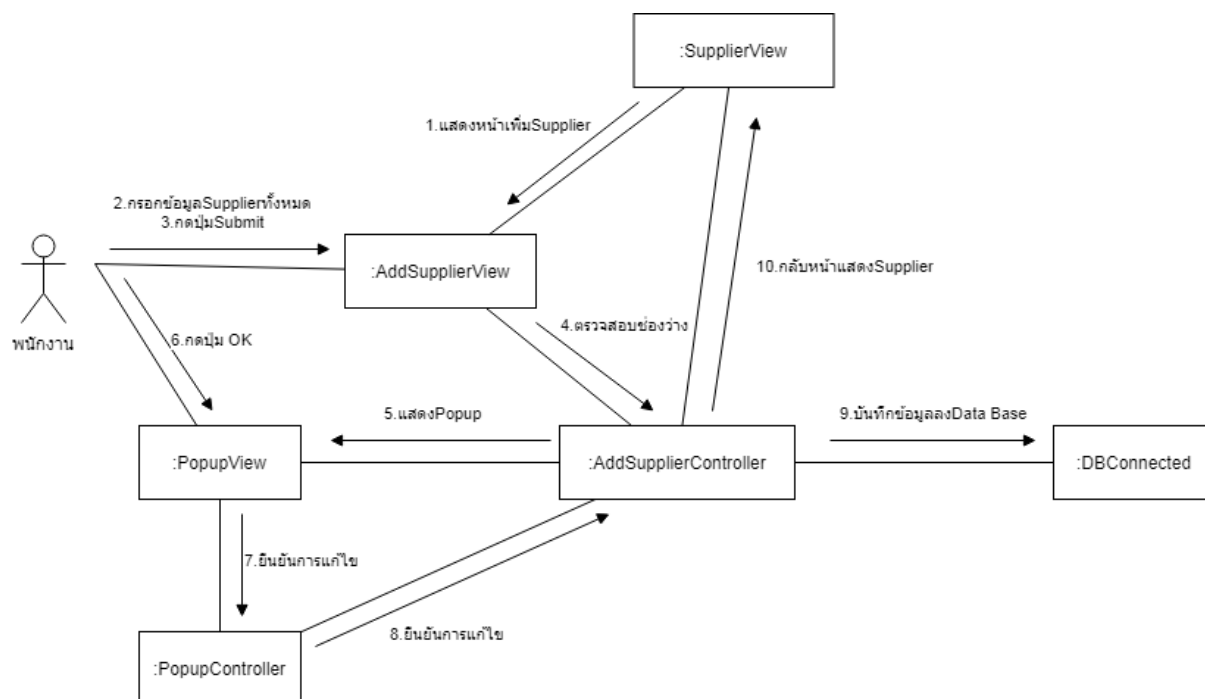 :SupplierView
1.แสดงหน้าเพิ่มSupplier
2.กรอกข้อมูลSupplierทั้งหมด
3.กดปุ่มSubmit
:AddSupplierView
10.กลับหน้าแสดงSupplier
พนักงาน
6.กดปุ่ม OK
4.ตรวจสอบช่องว่าง
5.แสดงPopup
9.บันทึกข้อมูลลงData Base
:PopupView
:AddSupplierController
:DBConnected
7.ยืนยันการแก้ไข
8.ยืนยันการแก้ไข
:PopupController